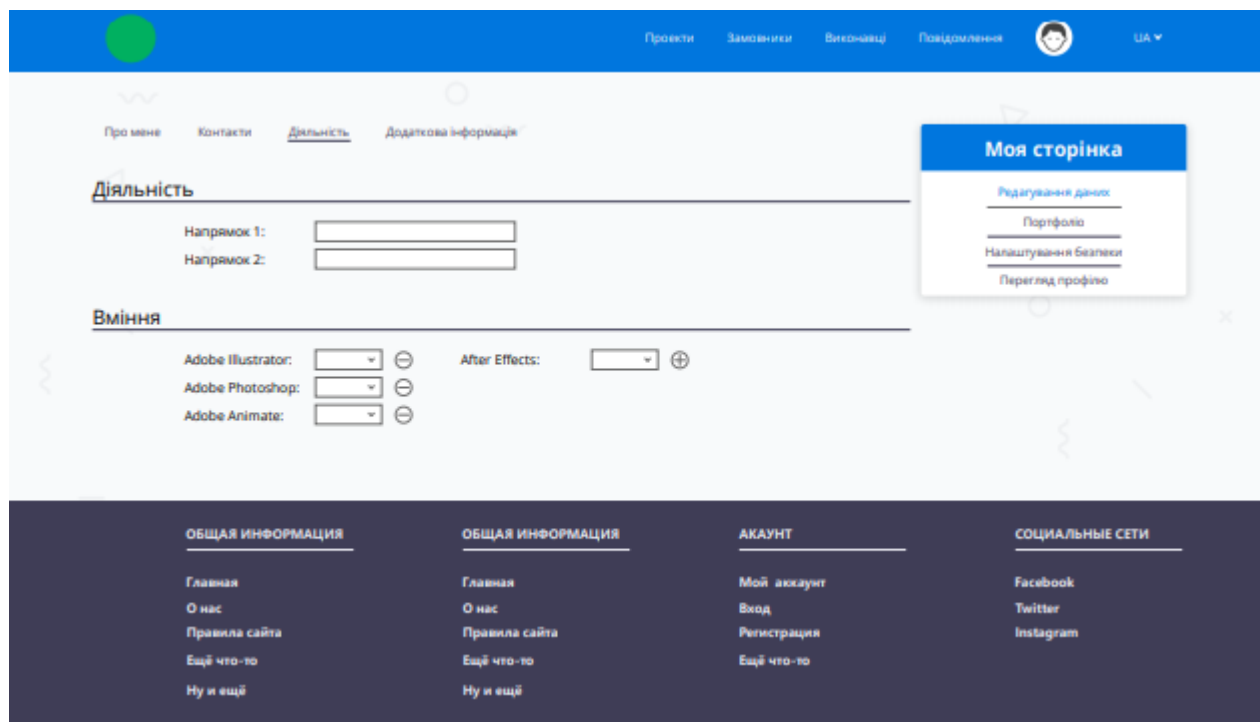 Проекти Замовники Виконавці Повідомлення UA
Про мене Контакти Діяльність Додаткова інформація
Моя сторінка
Редагування даних
Портфоліо
Налаштування безпеки
Перегляд профілю
Діяльність
Напрямок 1:
Напрямок 2:
Вміння
Adobe Illustrator: After Effects:
Adobe Photoshop:
Adobe Animate:
ОБЩАЯ ИНФОРМАЦИЯ ОБЩАЯ ИНФОРМАЦИЯ АКАУНТ СОЦИАЛЬНЫЕ СЕТИ
Главная Главная Мой аккаунт Facebook
О нас О нас Вход Twitter
Правила сайта Правила сайта Регистрация Instagram
Ещё что-то Ещё что-то Ещё что-то
Ну и ещё Ну и ещё